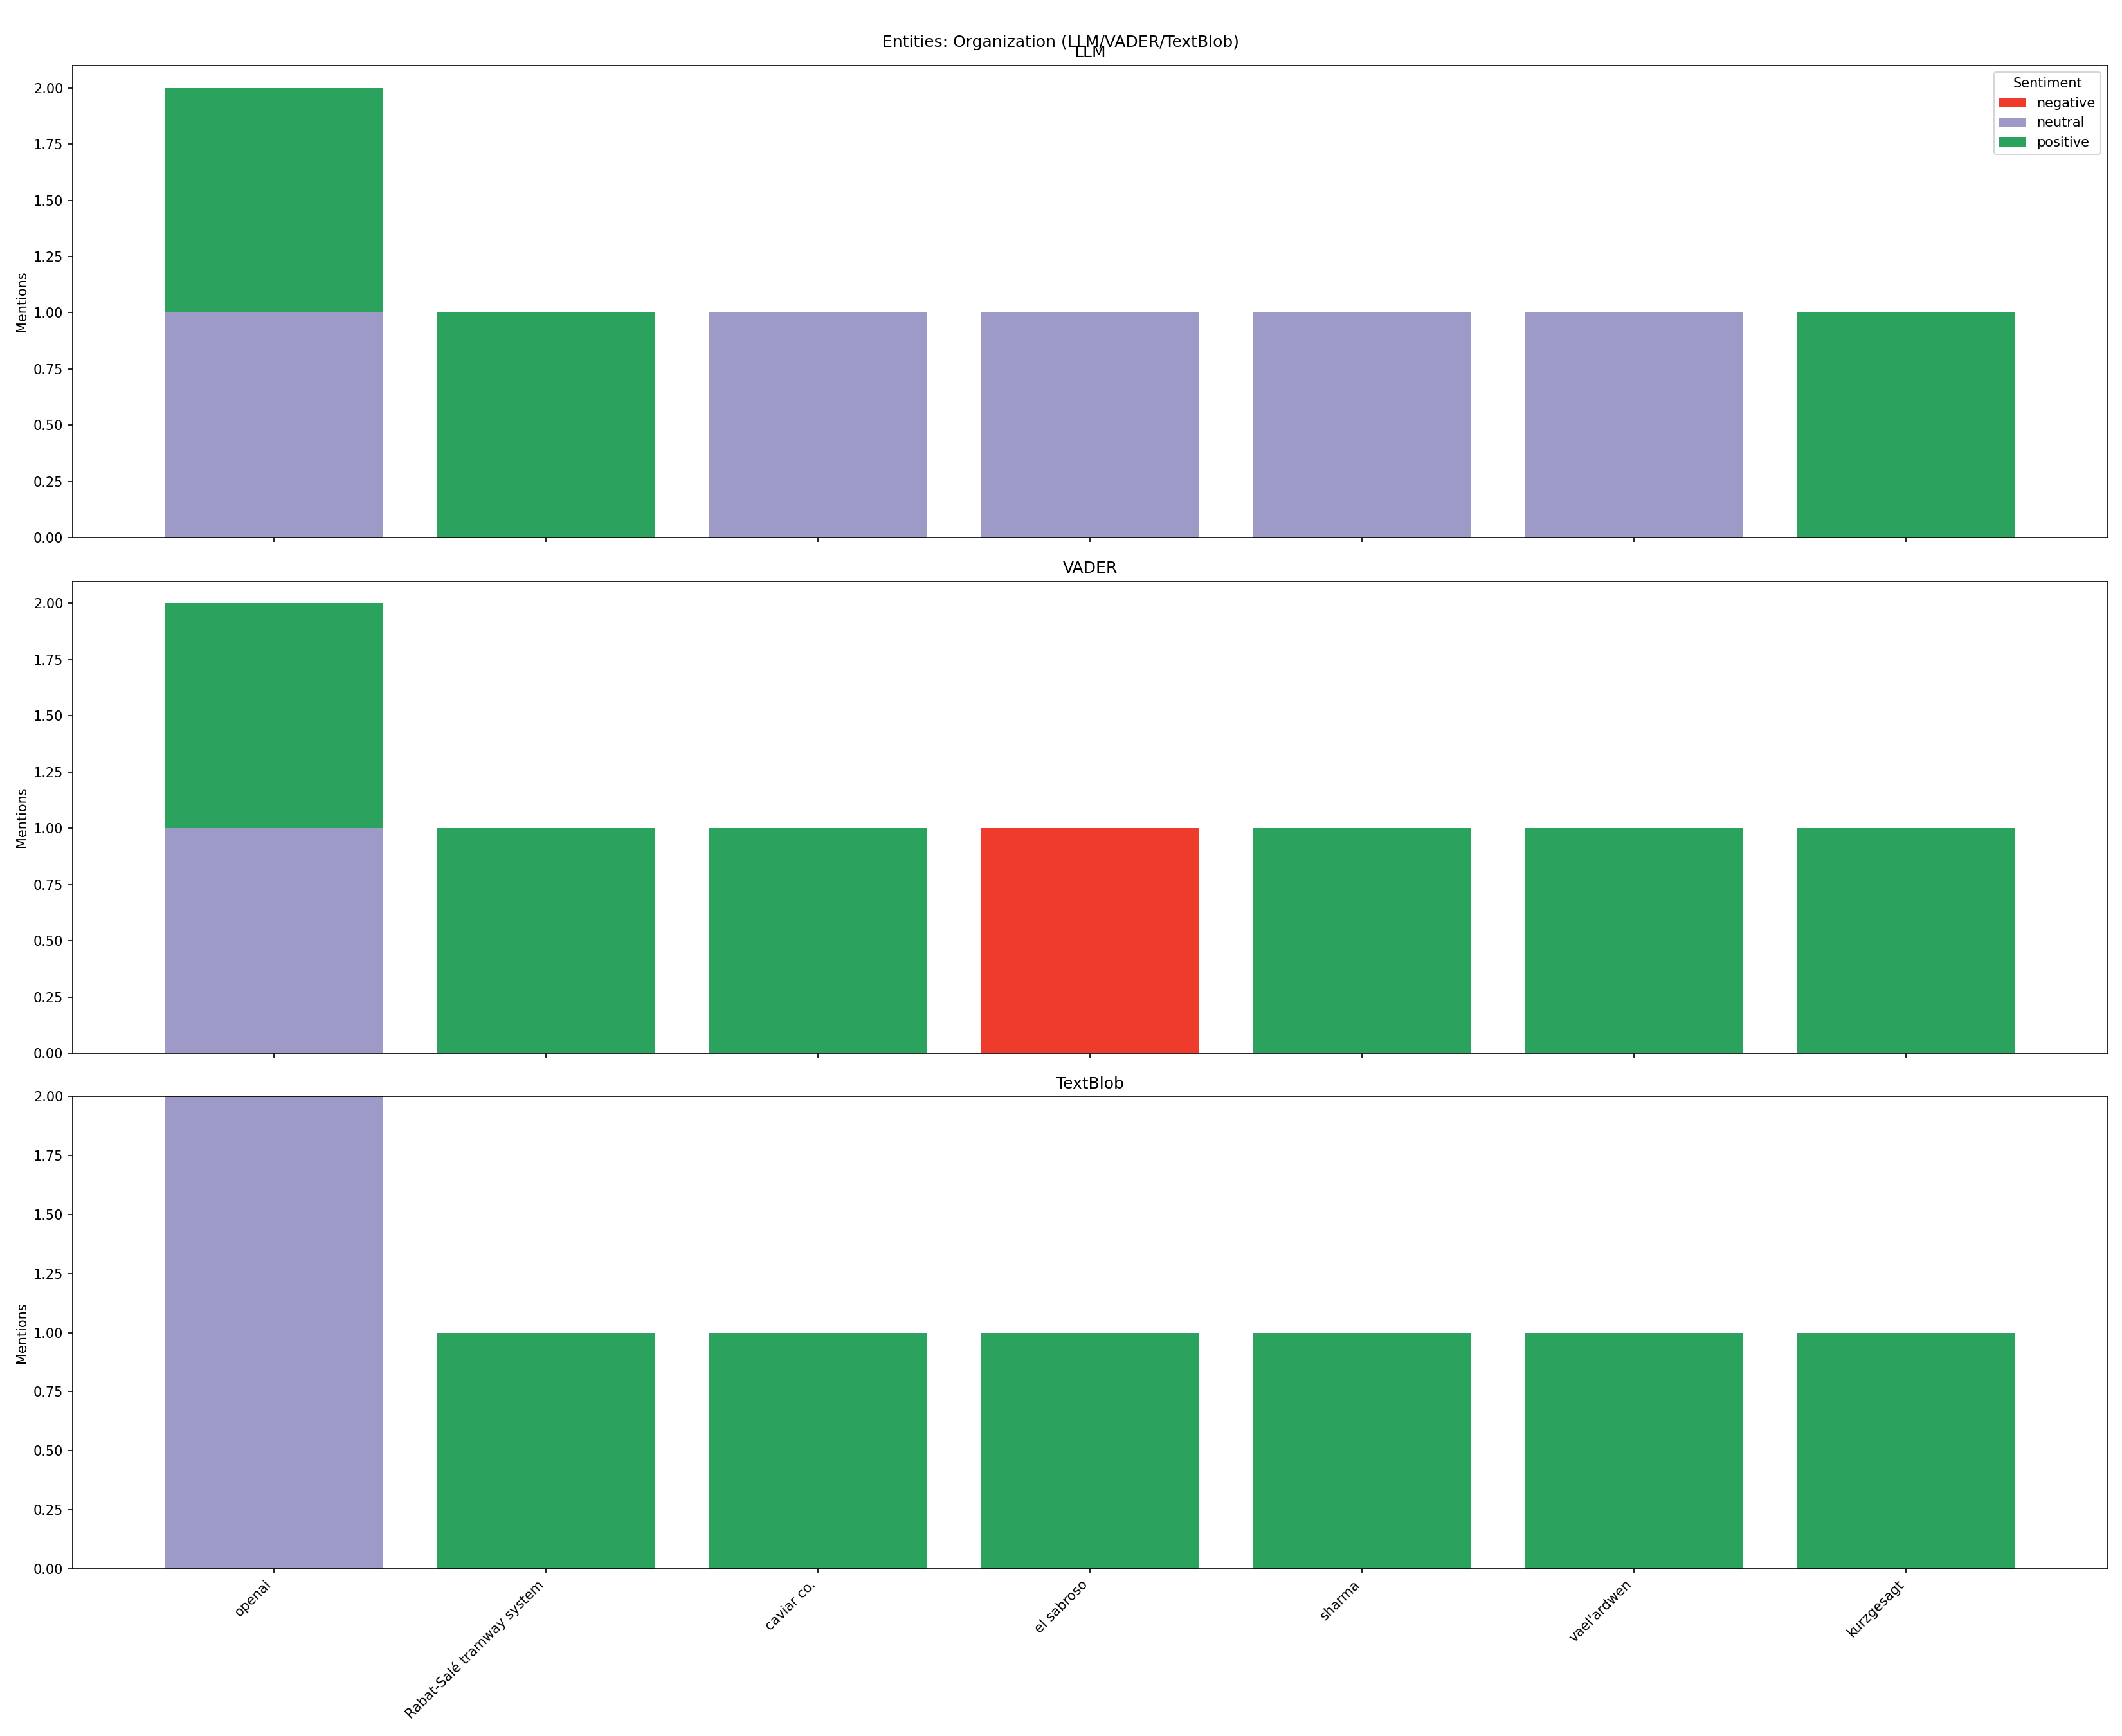 Entities: Organization (LLM/VADER/TextBlob)
LLM
Sentiment
negative
neutral
positive
Mentions
2.00
1.75
1.50
1.25
1.00
0.75
0.50
0.25
0.00
VADER
Mentions
2.00
1.75
1.50
1.25
1.00
0.75
0.50
0.25
0.00
TextBlob
Mentions
2.00
1.75
1.50
1.25
1.00
0.75
0.50
0.25
0.00
openai
Rabat-Salé tramway system
caviar co.
el sabroso
sharma
vael'ardwen
kurzgesagt